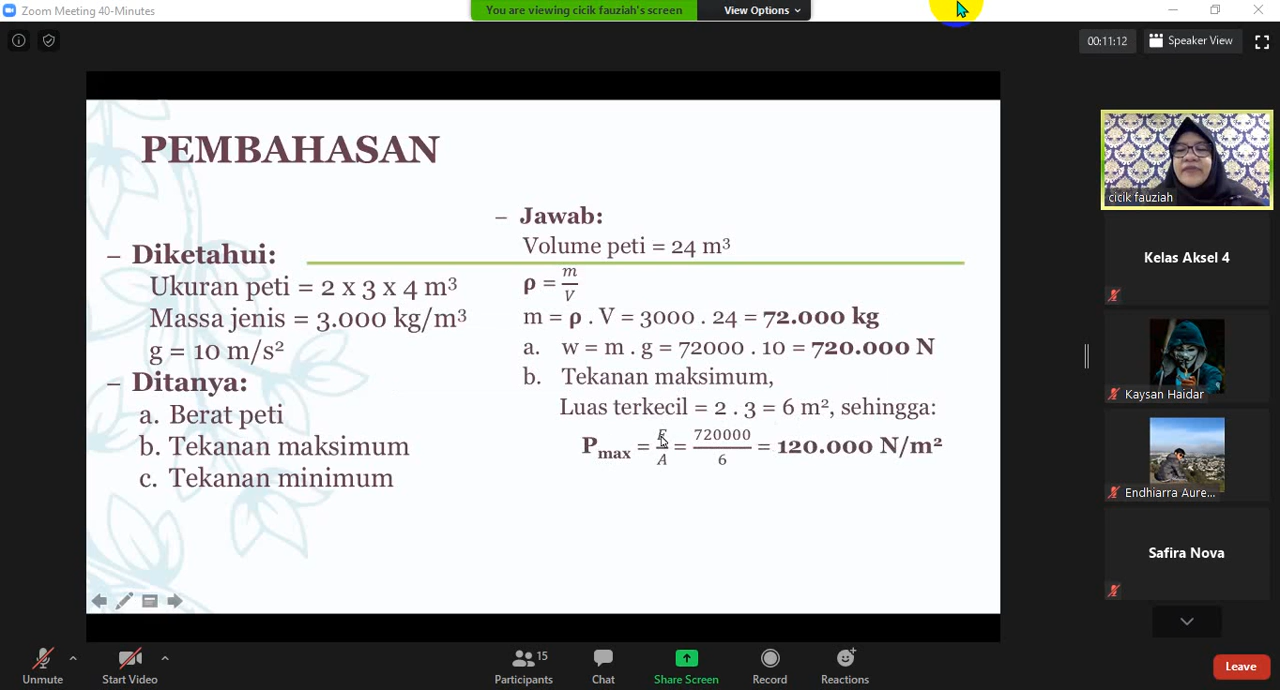 Zoom Meeting 40-Minutes
You are viewing cicik fauziah's screen
View Options
00:11:12
Speaker View
PEMBAHASAN
– Diketahui:
Ukuran peti = 2 x 3 x 4 m³
Massa jenis = 3.000 kg/m³
g = 10 m/s²
– Ditanya:
a. Berat peti
b. Tekanan maksimum
c. Tekanan minimum
– Jawab:
Volume peti = 24 m³
ρ = m/V
m = ρ . V = 3000 . 24 = 72.000 kg
a. w = m . g = 72000 . 10 = 720.000 N
b. Tekanan maksimum,
Luas terkecil = 2 . 3 = 6 m², sehingga:
Pmax = F/A = 720000/6 = 120.000 N/m²
cicik fauziah
Kelas Aksel 4
Kaysan Haidar
Endhiarra Aure...
Safira Nova
Unmute
Start Video
15
Participants
Chat
Share Screen
Record
Reactions
Leave